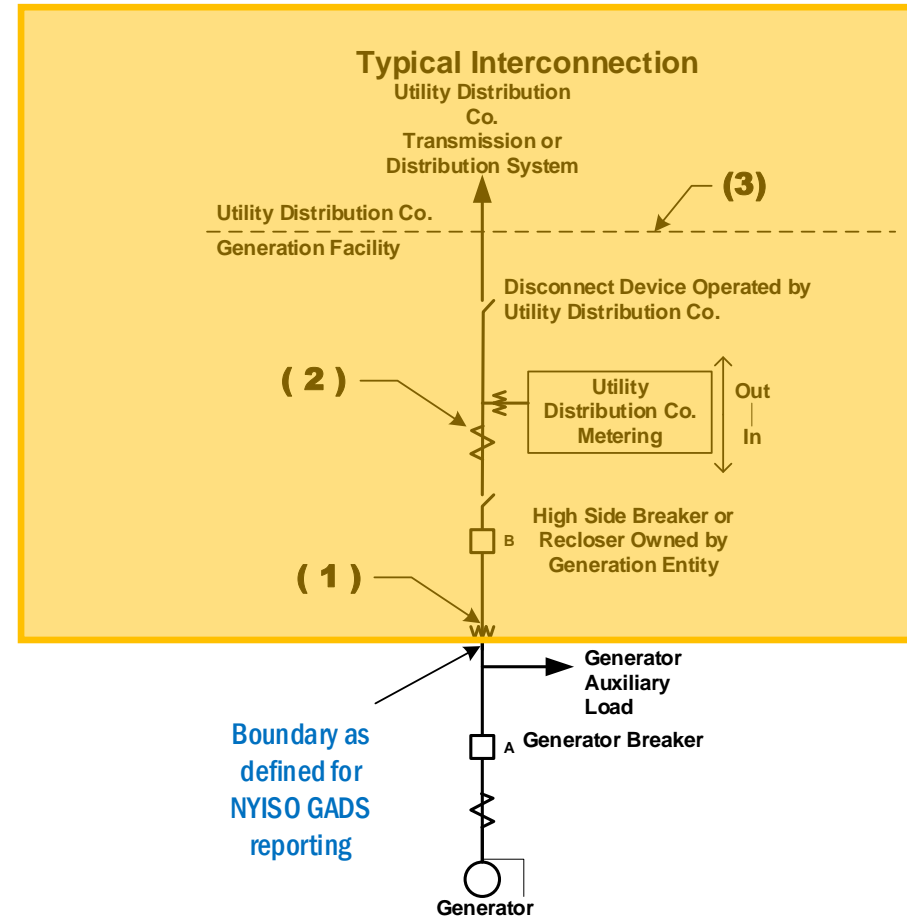 Typical Interconnection
Utility Distribution
Co.
Transmission or
Distribution System
(3)
Utility Distribution Co.
Generation Facility
Disconnect Device Operated by
Utility Distribution Co.
( 2 )
Utility
Distribution Co.
Metering
Out
In
High Side Breaker or
Recloser Owned by
Generation Entity
B
( 1 )
Generator
Auxiliary
Load
Boundary as
defined for
NYISO GADS
reporting
A
Generator Breaker
Generator